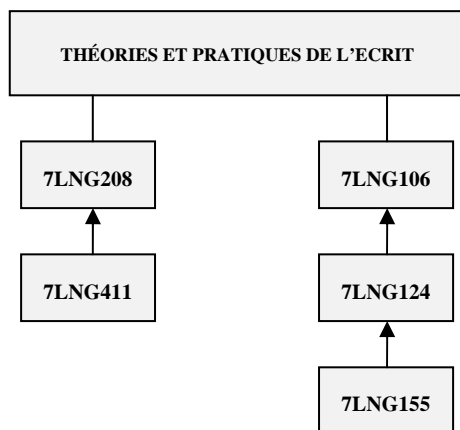 THÉORIES ET PRATIQUES DE L'ECRIT
7LNG208
7LNG106
7LNG411
7LNG124
7LNG155